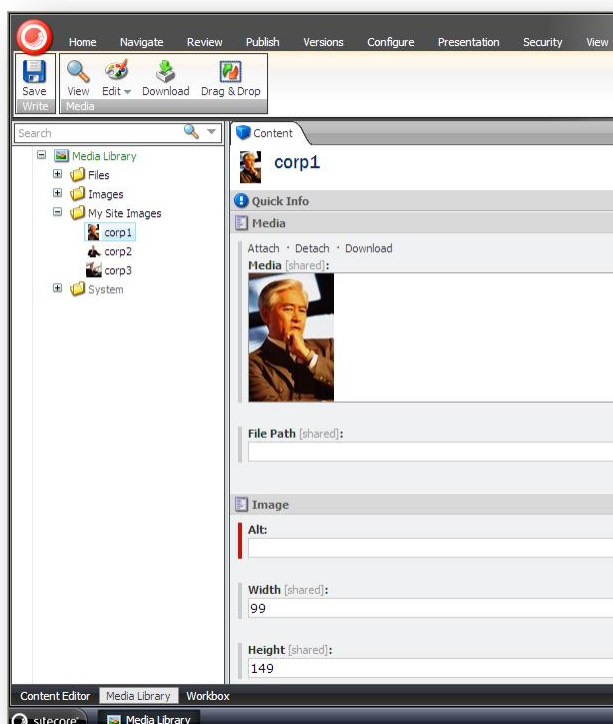 Home Navigate Review Publish Versions Configure Presentation Security View
Save View Edit Download Drag & Drop
Write Media
Search
Media Library
Files
Images
My Site Images
corp1
corp2
corp3
System
Content
corp1
Quick Info
Media
Attach · Detach · Download
Media [shared]:
File Path [shared]:
Image
Alt:
Width [shared]:
99
Height [shared]:
149
Content Editor Media Library Workbox
sitecore Media Library